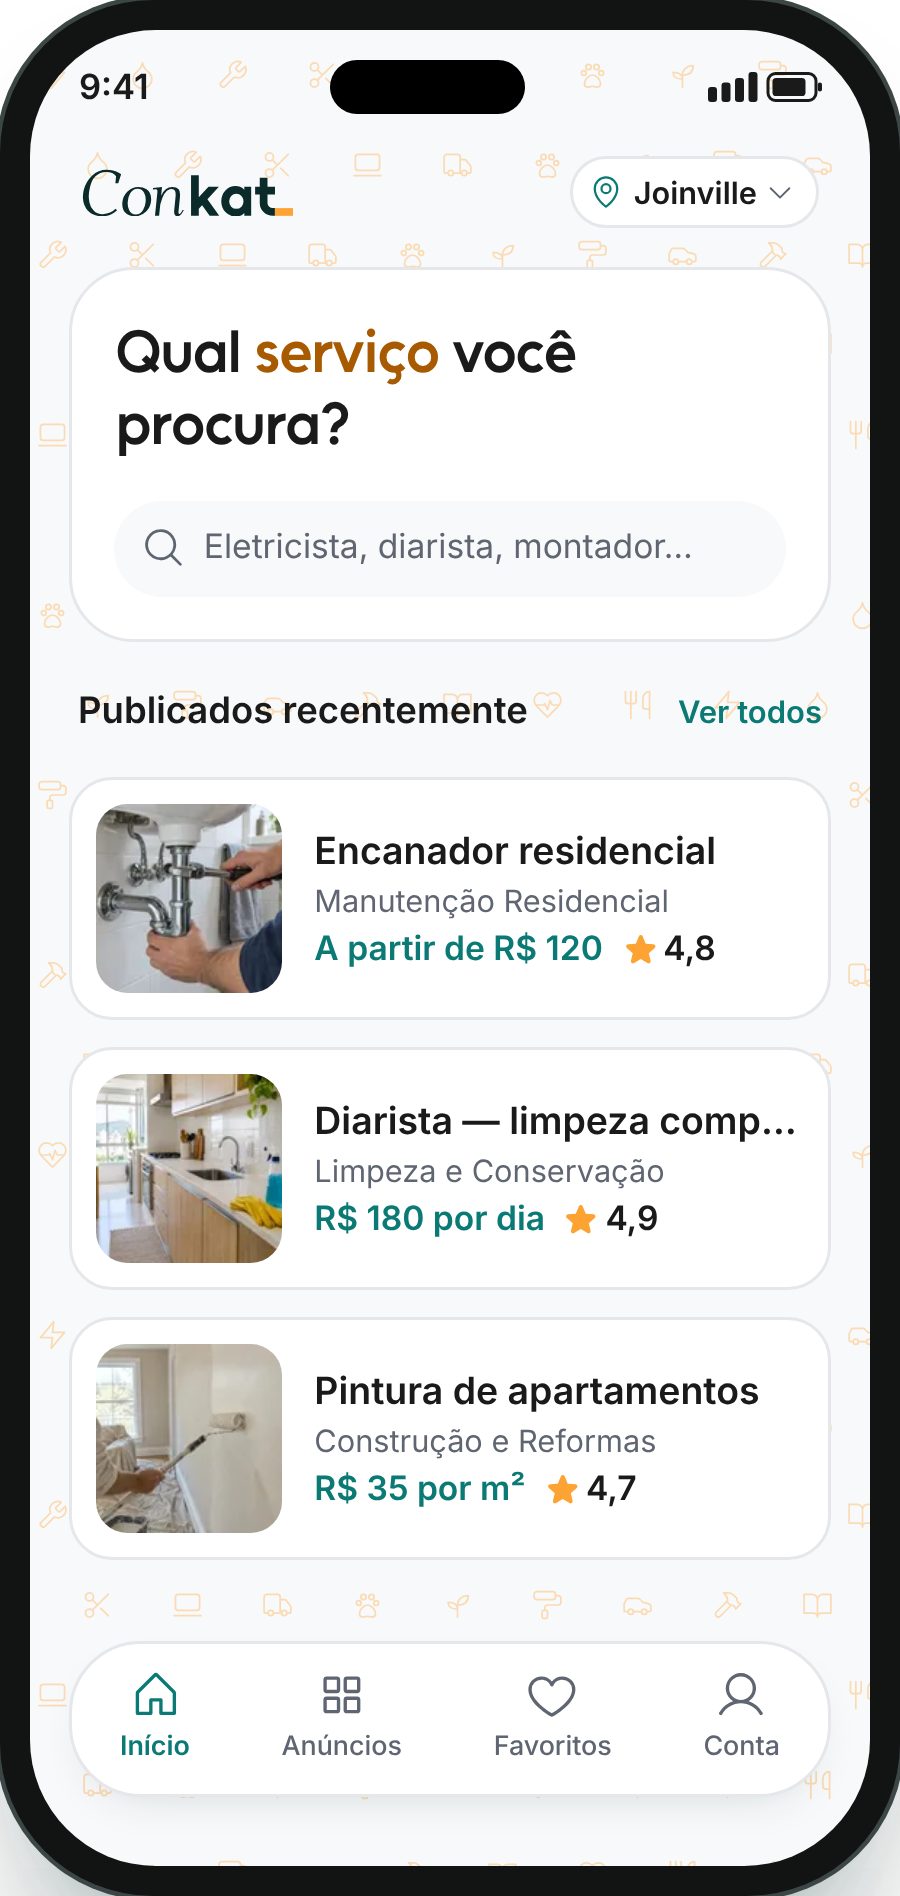 9:41
Conkat_
Joinville
Qual serviço você
procura?
Eletricista, diarista, montador...
Publicados recentemente
Ver todos
Encanador residencial
Manutenção Residencial
A partir de R$ 120 4,8
Diarista — limpeza comp...
Limpeza e Conservação
R$ 180 por dia 4,9
Pintura de apartamentos
Construção e Reformas
R$ 35 por m² 4,7
Início
Anúncios
Favoritos
Conta